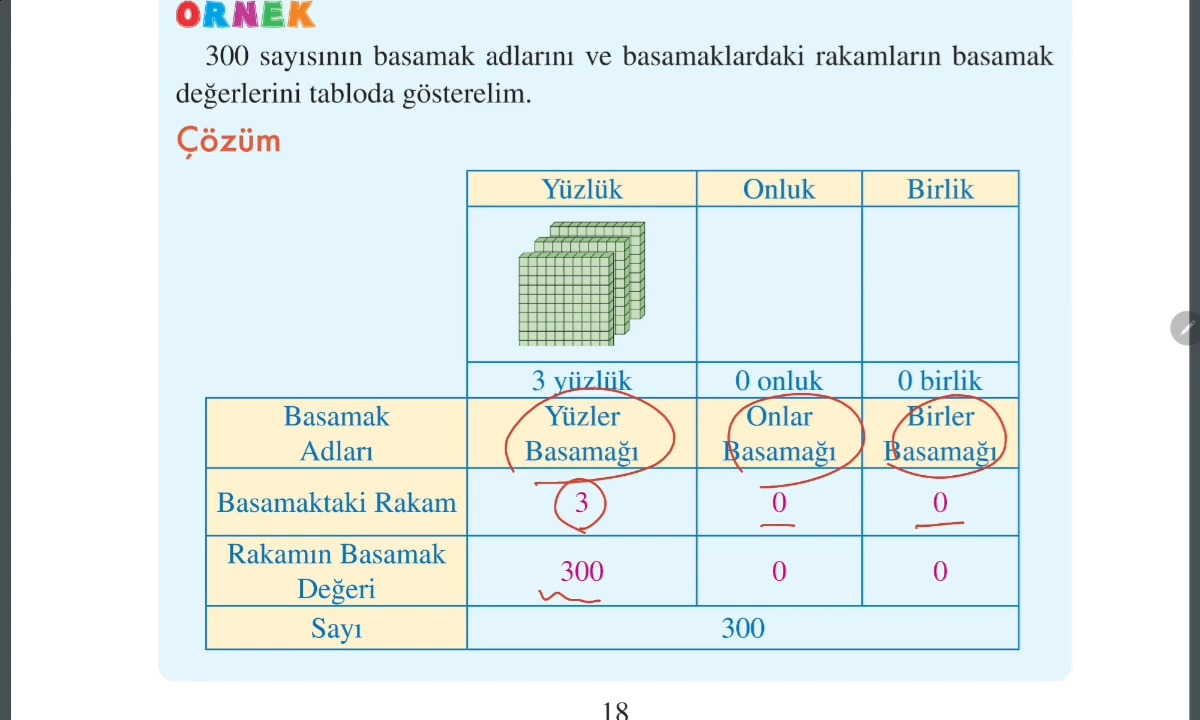 ÖRNEK
300 sayısının basamak adlarını ve basamaklardaki rakamların basamak
değerlerini tabloda gösterelim.
Çözüm
Yüzlük Onluk Birlik
3 yüzlük 0 onluk 0 birlik
Basamak Adları Yüzler Basamağı Onlar Basamağı Birler Basamağı
Basamaktaki Rakam 3 0 0
Rakamın Basamak Değeri 300 0 0
Sayı 300
18